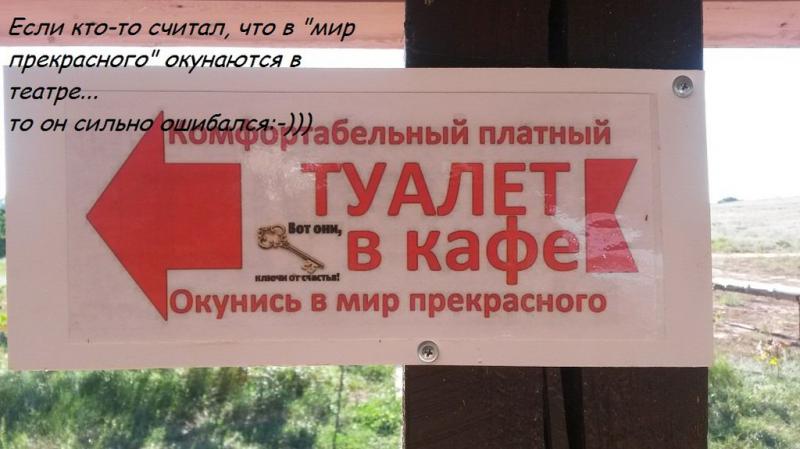 Если кто-то считал, что в "мир
прекрасного" окунаются в
театре...
то он сильно ошибался:-)))
Комфортабельный платный
ТУАЛЕТ
в кафе
Вот они,
ключи от счастья!
Окунись в мир прекрасного